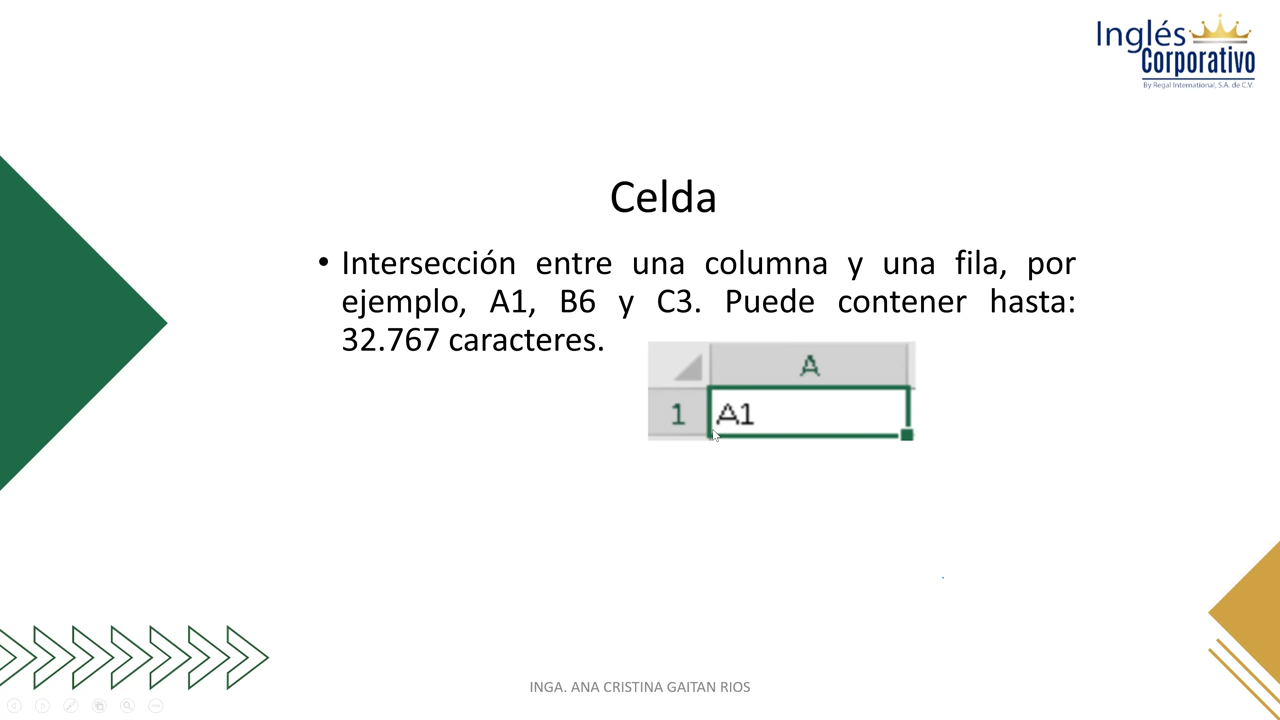 Inglés
Corporativo
By Regal International, S.A. de C.V.
Celda
• Intersección entre una columna y una fila, por
ejemplo, A1, B6 y C3. Puede contener hasta:
32.767 caracteres.
A
1 A1
INGA. ANA CRISTINA GAITAN RIOS